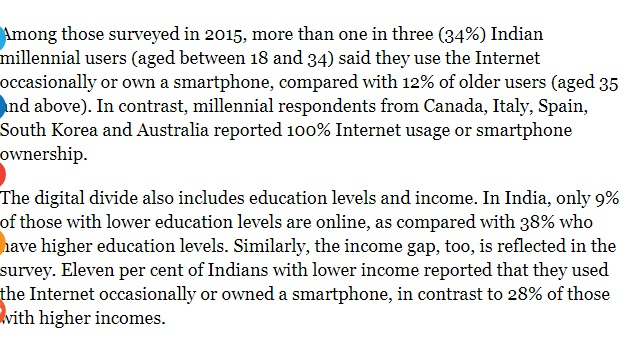 Among those surveyed in 2015, more than one in three (34%) Indian
millennial users (aged between 18 and 34) said they use the Internet
occasionally or own a smartphone, compared with 12% of older users (aged 35
and above). In contrast, millennial respondents from Canada, Italy, Spain,
South Korea and Australia reported 100% Internet usage or smartphone
ownership.
The digital divide also includes education levels and income. In India, only 9%
of those with lower education levels are online, as compared with 38% who
have higher education levels. Similarly, the income gap, too, is reflected in the
survey. Eleven per cent of Indians with lower income reported that they used
the Internet occasionally or owned a smartphone, in contrast to 28% of those
with higher incomes.